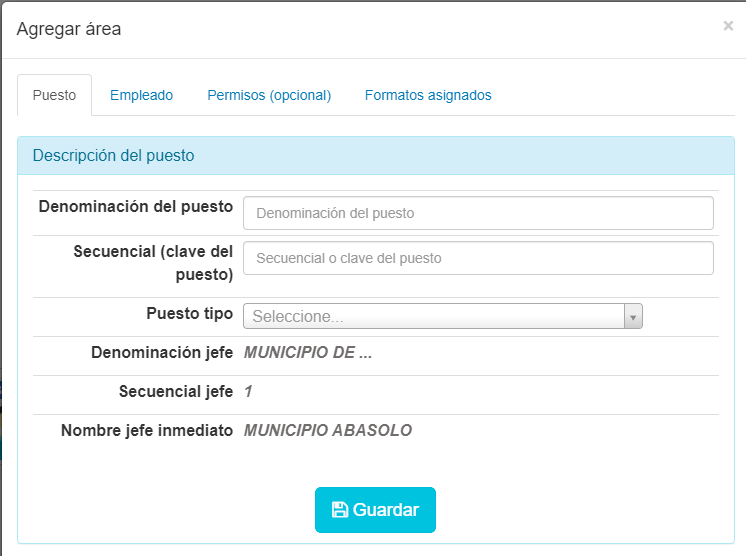 Agregar área
×
Puesto
Empleado
Permisos (opcional)
Formatos asignados
Descripción del puesto
Denominación del puesto
Denominación del puesto
Secuencial (clave del
puesto)
Secuencial o clave del puesto
Puesto tipo
Seleccione...
Denominación jefe
MUNICIPIO DE ...
Secuencial jefe
1
Nombre jefe inmediato
MUNICIPIO ABASOLO
Guardar